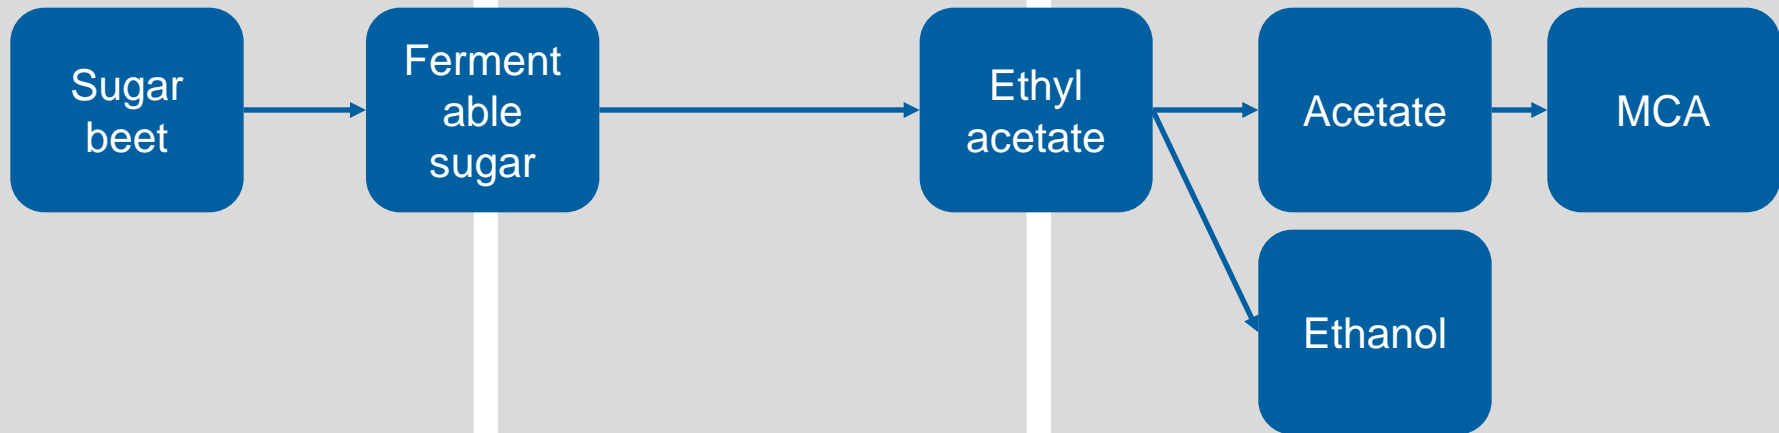 Sugar
beet
Ferment
able
sugar
Ethyl
acetate
Acetate
MCA
Ethanol